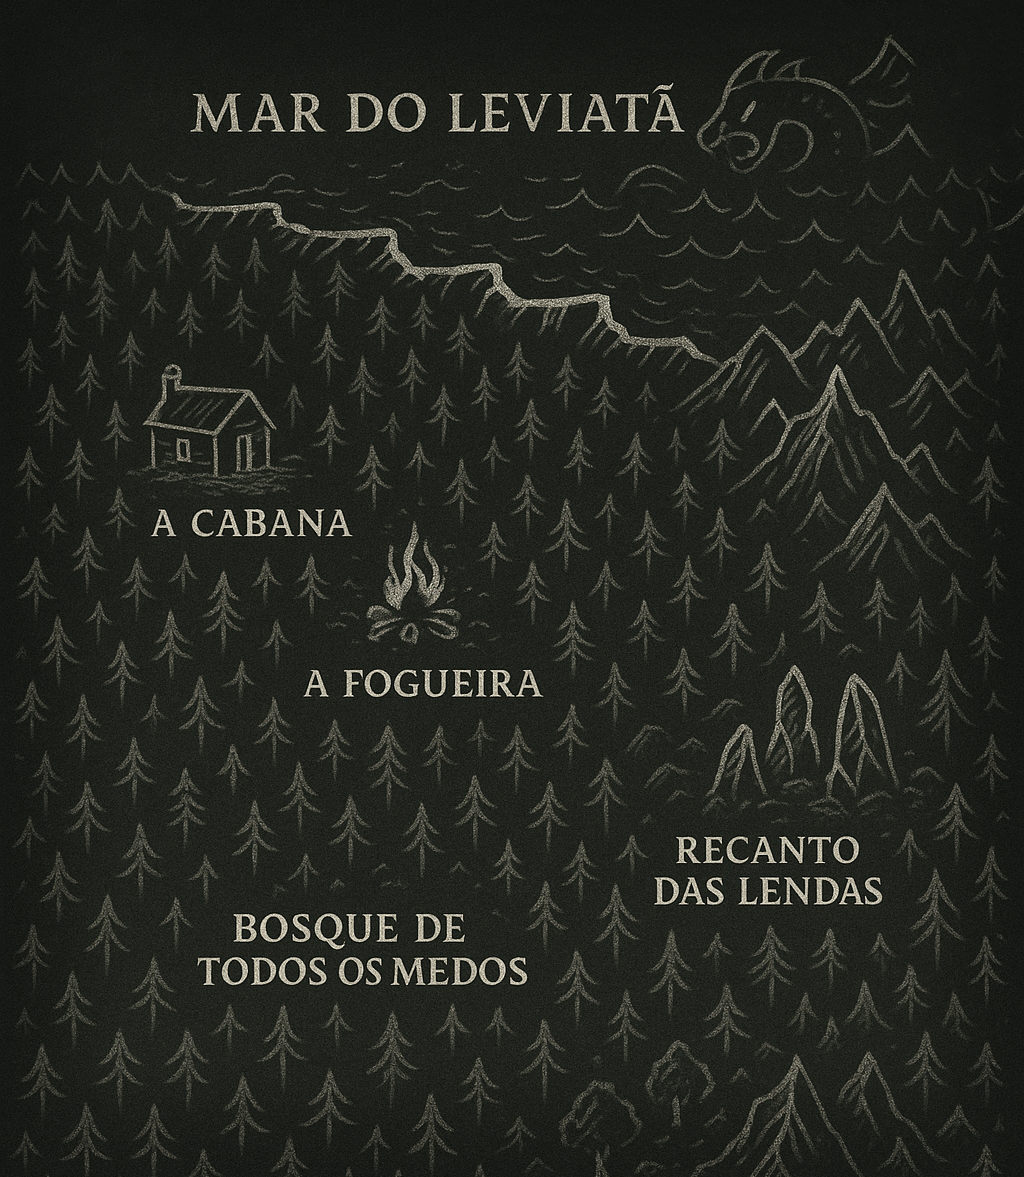 MAR DO LEVIATÃ
A CABANA
A FOGUEIRA
RECANTO
DAS LENDAS
BOSQUE DE
TODOS OS MEDOS